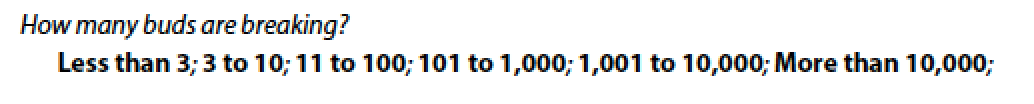 How many buds are breaking?
Less than 3; 3 to 10; 11 to 100; 101 to 1,000; 1,001 to 10,000; More than 10,000;